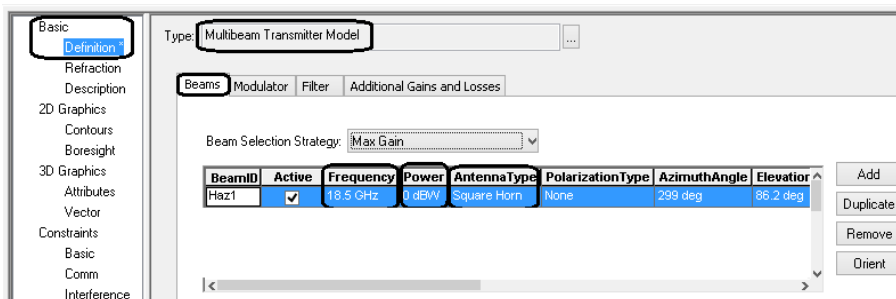 Basic
Definition *
Refraction
Description
2D Graphics
Contours
Boresight
3D Graphics
Attributes
Vector
Constraints
Basic
Comm
Interference
Type: Multibeam Transmitter Model ...
Beams Modulator Filter Additional Gains and Losses
Beam Selection Strategy: Max Gain
BeamID Active Frequency Power AntennaType PolarizationType AzimuthAngle Elevation
Haz1 18.5 GHz 0 dBW Square Horn None 299 deg 86.2 deg
Add
Duplicate
Remove
Orient